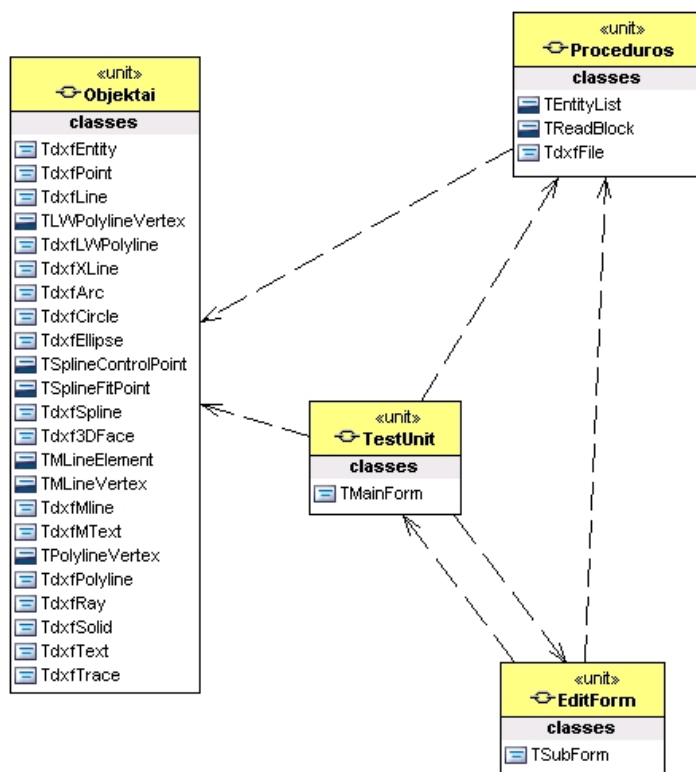 «unit»
Objektai
classes
TdxfEntity
TdxfPoint
TdxfLine
TLWPolylineVertex
TdxfLWPolyline
TdxfXLine
TdxfArc
TdxfCircle
TdxfEllipse
TSplineControlPoint
TSplineFitPoint
TdxfSpline
Tdxf3DFace
TMLineElement
TMLineVertex
TdxfMline
TdxfMText
TPolylineVertex
TdxfPolyline
TdxfRay
TdxfSolid
TdxfText
TdxfTrace
«unit»
Proceduros
classes
TEntityList
TReadBlock
TdxfFile
«unit»
TestUnit
classes
TMainForm
«unit»
EditForm
classes
TSubForm